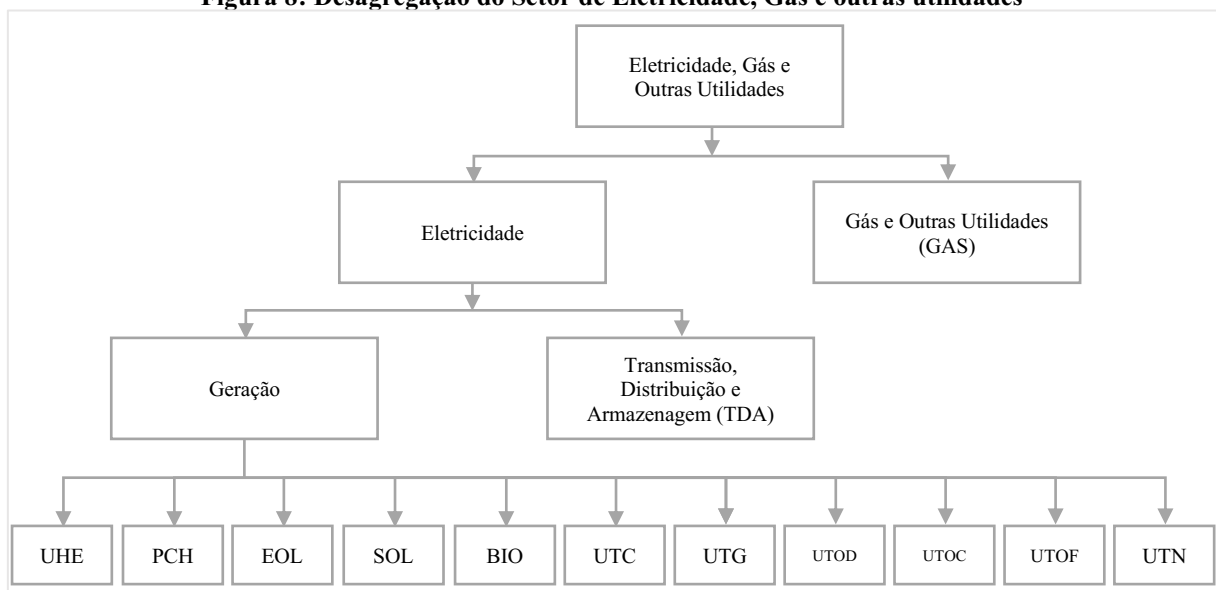 Figura 8: Desagregação do Setor de Eletricidade, Gás e outras utilidades
Eletricidade, Gás e
Outras Utilidades
Eletricidade
Gás e Outras Utilidades
(GAS)
Geração
Transmissão,
Distribuição e
Armazenagem (TDA)
UHE
PCH
EOL
SOL
BIO
UTC
UTG
UTOD
UTOC
UTOF
UTN